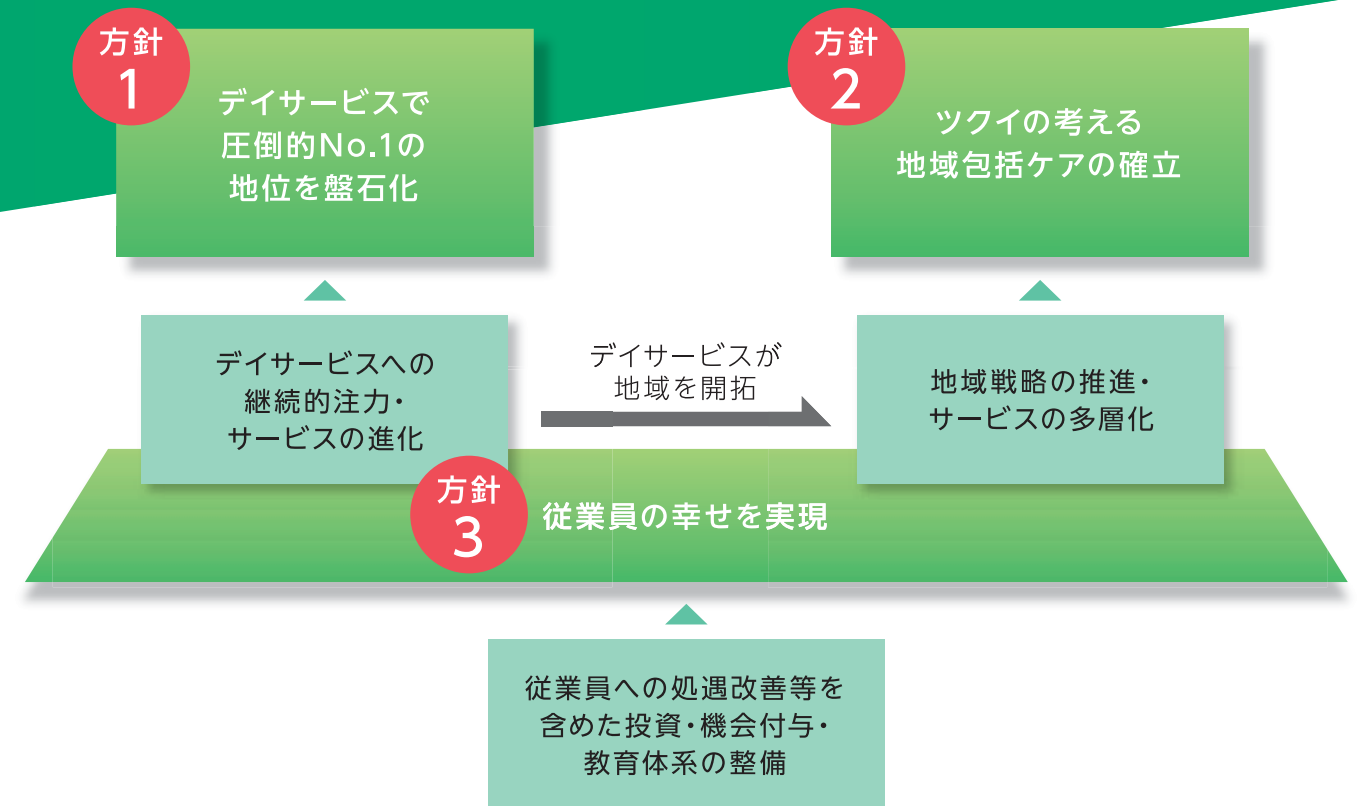 方針
1
デイサービスで
圧倒的No.1の
地位を盤石化
方針
2
ツクイの考える
地域包括ケアの確立
デイサービスへの
継続的注力・
サービスの進化
デイサービスが
地域を開拓
地域戦略の推進・
サービスの多層化
方針
3
従業員の幸せを実現
従業員への処遇改善等を
含めた投資・機会付与・
教育体系の整備